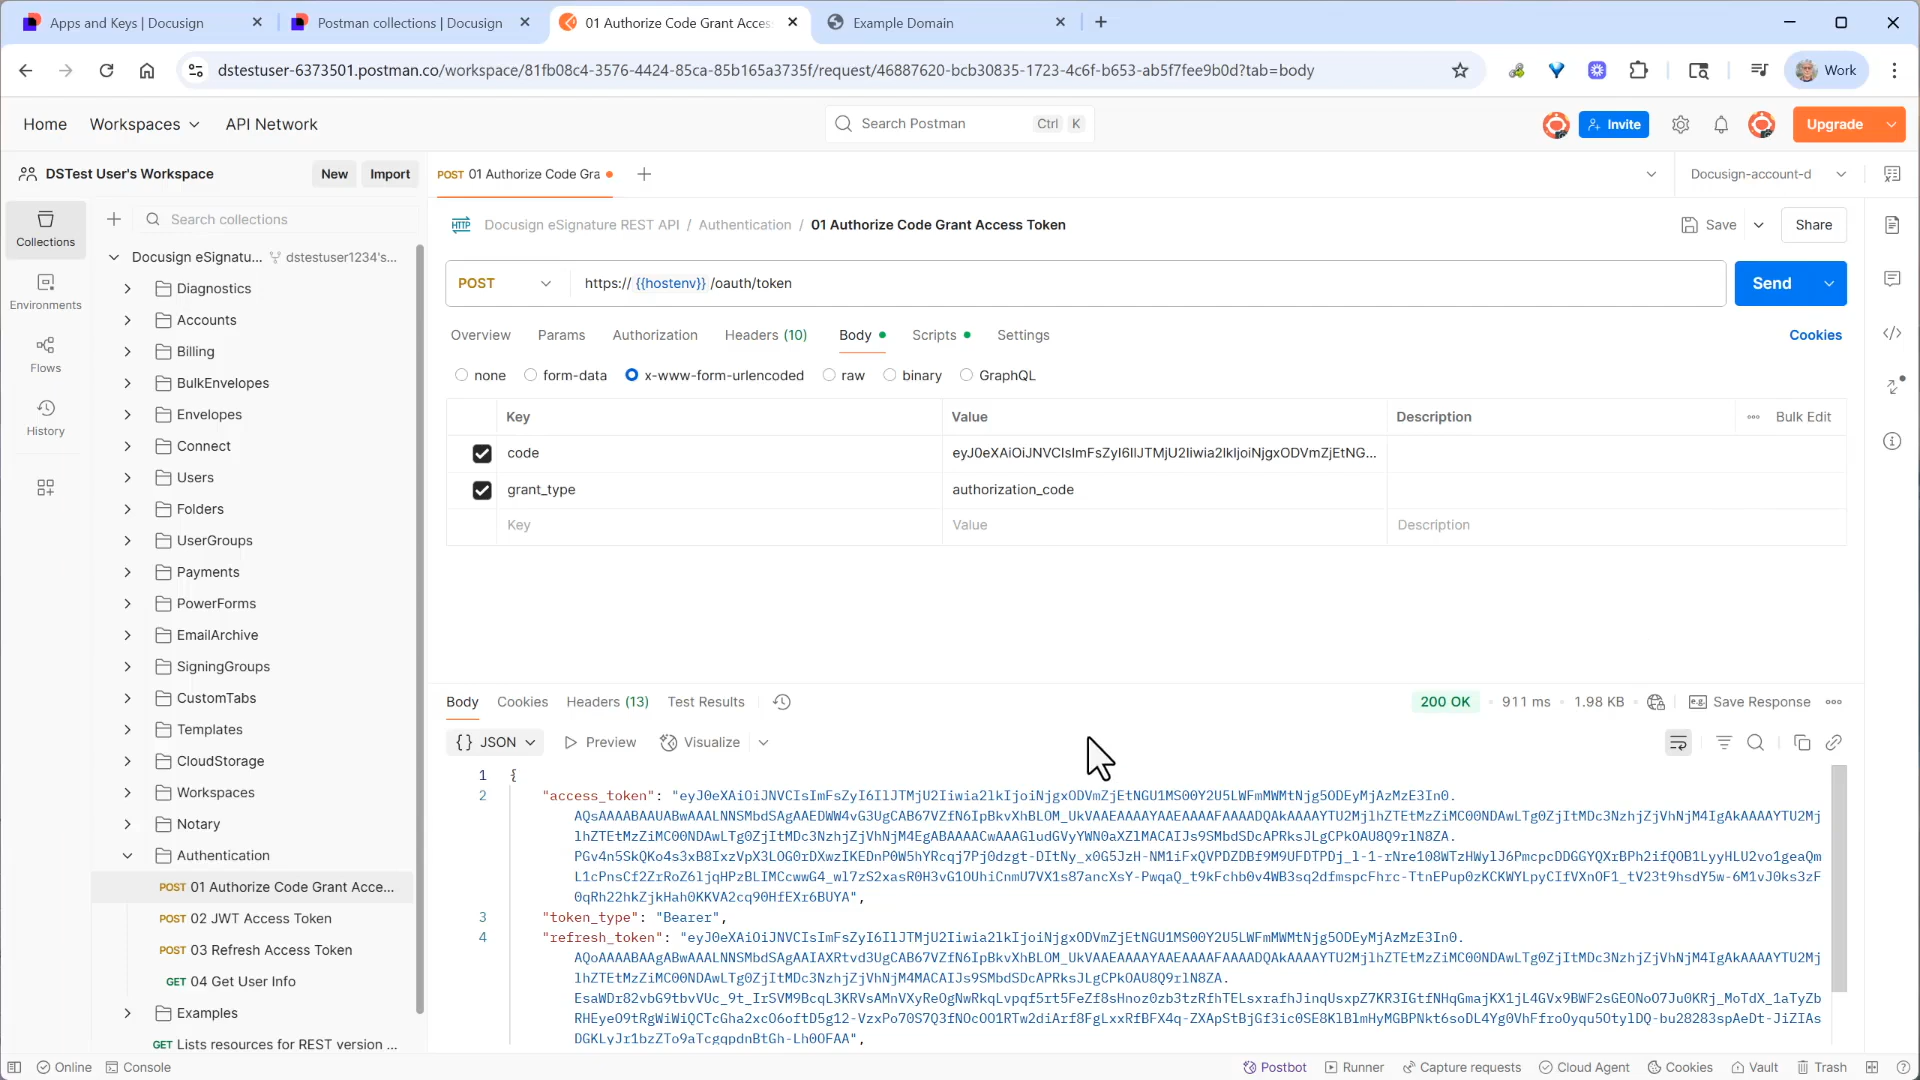 Apps and Keys | Docusign
Postman collections | Docusign
01 Authorize Code Grant Acces
Example Domain
dstestuser-6373501.postman.co/workspace/81fb08c4-3576-4424-85ca-85b165a3735f/request/46887620-bcb30835-1723-4c6f-b653-ab5f7fee9b0d?tab=body
Work
Home
Workspaces
API Network
Search Postman
Ctrl
K
Invite
Upgrade
DSTest User's Workspace
New
Import
POST 01 Authorize Code Gra
Docusign-account-d
Collections
Environments
Flows
History
Search collections
Docusign eSignatu...
dstestuser1234's...
Diagnostics
Accounts
Billing
BulkEnvelopes
Envelopes
Connect
Users
Folders
UserGroups
Payments
PowerForms
EmailArchive
SigningGroups
CustomTabs
Templates
CloudStorage
Workspaces
Notary
Authentication
POST 01 Authorize Code Grant Acce...
POST 02 JWT Access Token
POST 03 Refresh Access Token
GET 04 Get User Info
Examples
GET Lists resources for REST version ...
HTTP
Docusign eSignature REST API / Authentication / 01 Authorize Code Grant Access Token
Save
Share
POST
https:// {{hostenv}} /oauth/token
Send
Overview
Params
Authorization
Headers (10)
Body
Scripts
Settings
Cookies
none
form-data
x-www-form-urlencoded
raw
binary
GraphQL
Key
Value
Description
Bulk Edit
code
grant_type
authorization_code
Key
Value
Description
Body
Cookies
Headers (13)
Test Results
200 OK
911 ms
1.98 KB
e.g.
Save Response
{} JSON
Preview
Visualize
1 {
2 "access_token":
3 "token_type": "Bearer",
4 "refresh_token":
Online
Console
Postbot
Runner
Capture requests
Cloud Agent
Cookies
Vault
Trash